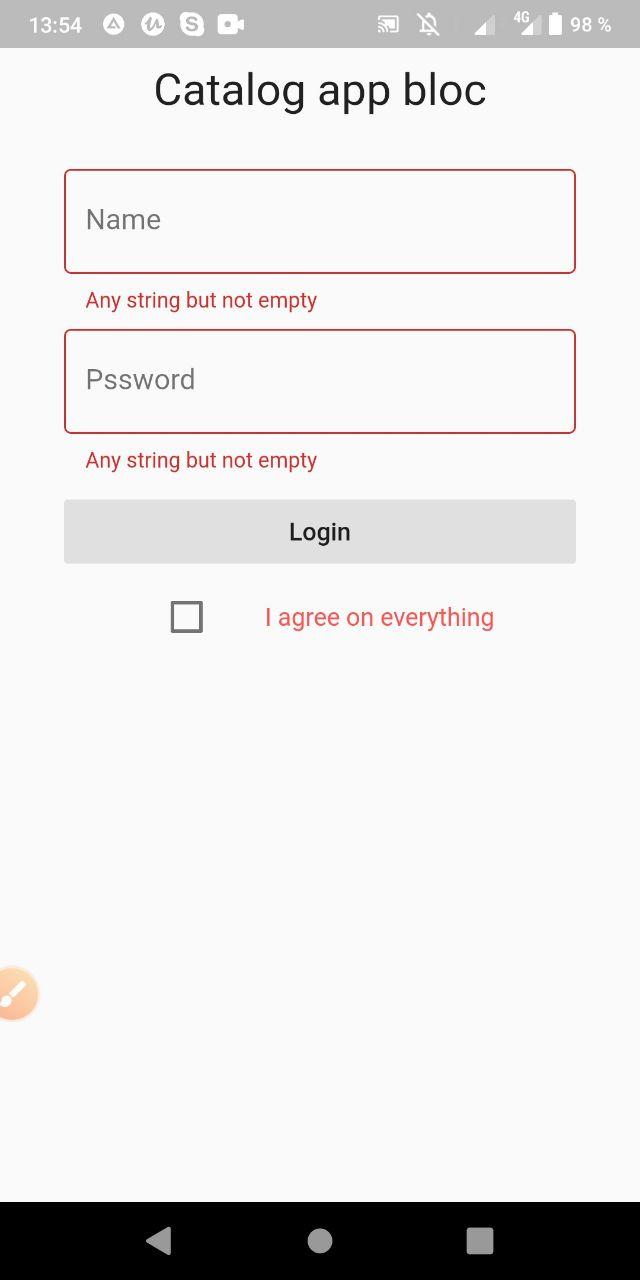 13:54
4G
98 %
Catalog app bloc
Name
Any string but not empty
Pssword
Any string but not empty
Login
I agree on everything